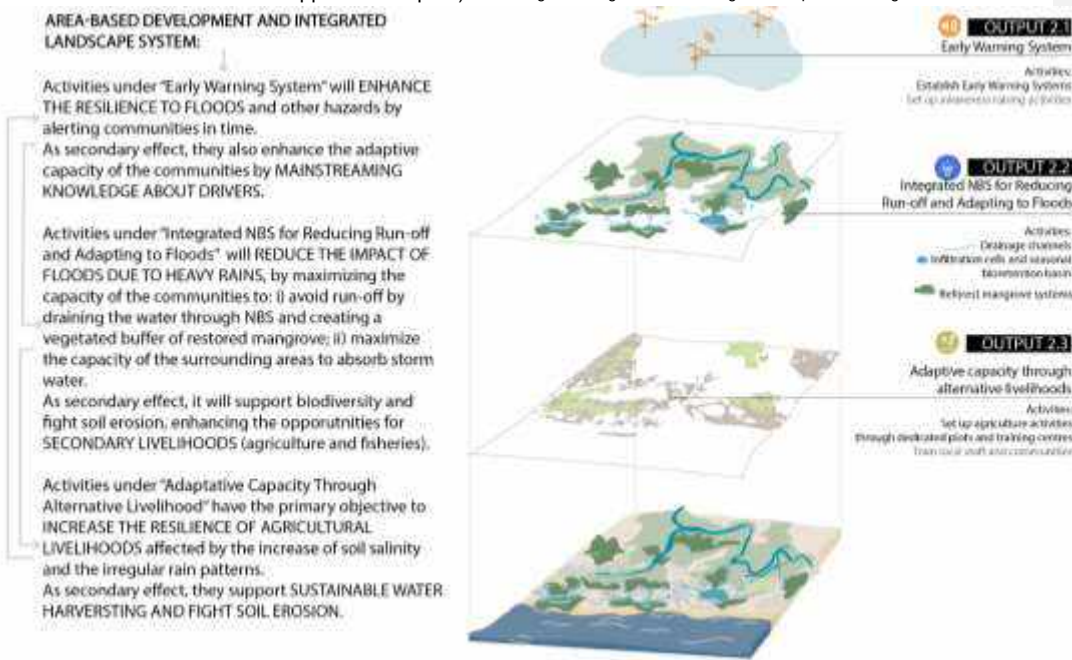 AREA-BASED DEVELOPMENT AND INTEGRATED
LANDSCAPE SYSTEM:
Activities under "Early Warning System" will ENHANCE
THE RESILIENCE TO FLOODS and other hazards by
alerting communities in time.
As secondary effect, they also enhance the adaptive
capacity of the communities by MAINSTREAMING
KNOWLEDGE ABOUT DRIVERS.
Activities under "Integrated NBS for Reducing Run-off
and Adapting to Floods" will REDUCE THE IMPACT OF
FLOODS DUE TO HEAVY RAINS, by maximizing the
capacity of the communities to: i) avoid run-off by
draining the water through NBS and creating a
vegetated buffer of restored mangrove; ii) maximize
the capacity of the surrounding areas to absorb storm
water.
As secondary effect, it will support biodiversity and
fight soil erosion, enhancing the opporutnities for
SECONDARY LIVELIHOODS (agriculture and fisheries).
Activities under "Adaptative Capacity Through
Alternative Livelihood" have the primary objective to
INCREASE THE RESILIENCE OF AGRICULTURAL
LIVELIHOODS affected by the increase of soil salinity
and the irregular rain patterns.
As secondary effect, they support SUSTAINABLE WATER
HARVERSTING AND FIGHT SOIL EROSION.
OUTPUT 2.1
Early Warning System
Activities:
Establish Early Warning Systems
Set up awareness raising activities
OUTPUT 2.2
Integrated NBS for Reducing
Run-off and Adapting to Floods
Activities:
Drainage channels
Infiltration cells and seasonal
bioretention basin
mangrove systems
OUTPUT 2.3
Adaptive capacity through
alternative livelihoods
Activities:
Set up agriculture activities
through dedicated plots and training centres
Train local staff and communities